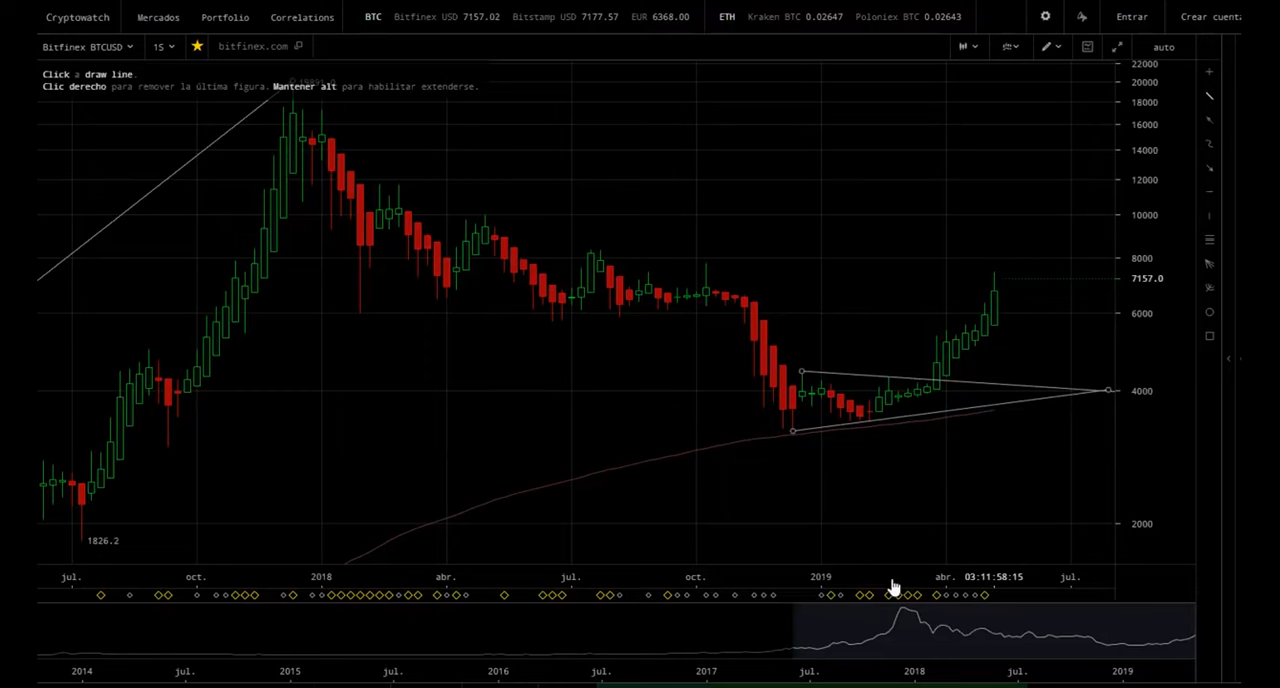 Cryptowatch Mercados Portfolio Correlations BTC Bitfinex USD 7157.02 Bitstamp USD 7177.57 EUR 6368.00 ETH Kraken BTC 0.02647 Poloniex BTC 0.02643 Entrar Crear cuenta
Bitfinex BTCUSD 1S bitfinex.com auto
Click a draw line.
Clic derecho para remover la última figura. Mantener alt para habilitar extenderse.
22000
20000
18000
16000
14000
12000
10000
8000
7157.0
6000
4000
2000
1826.2
jul. oct. 2018 abr. jul. oct. 2019 abr. 03:11:58:15 jul.
2014 jul. 2015 jul. 2016 jul. 2017 jul. 2018 jul. 2019